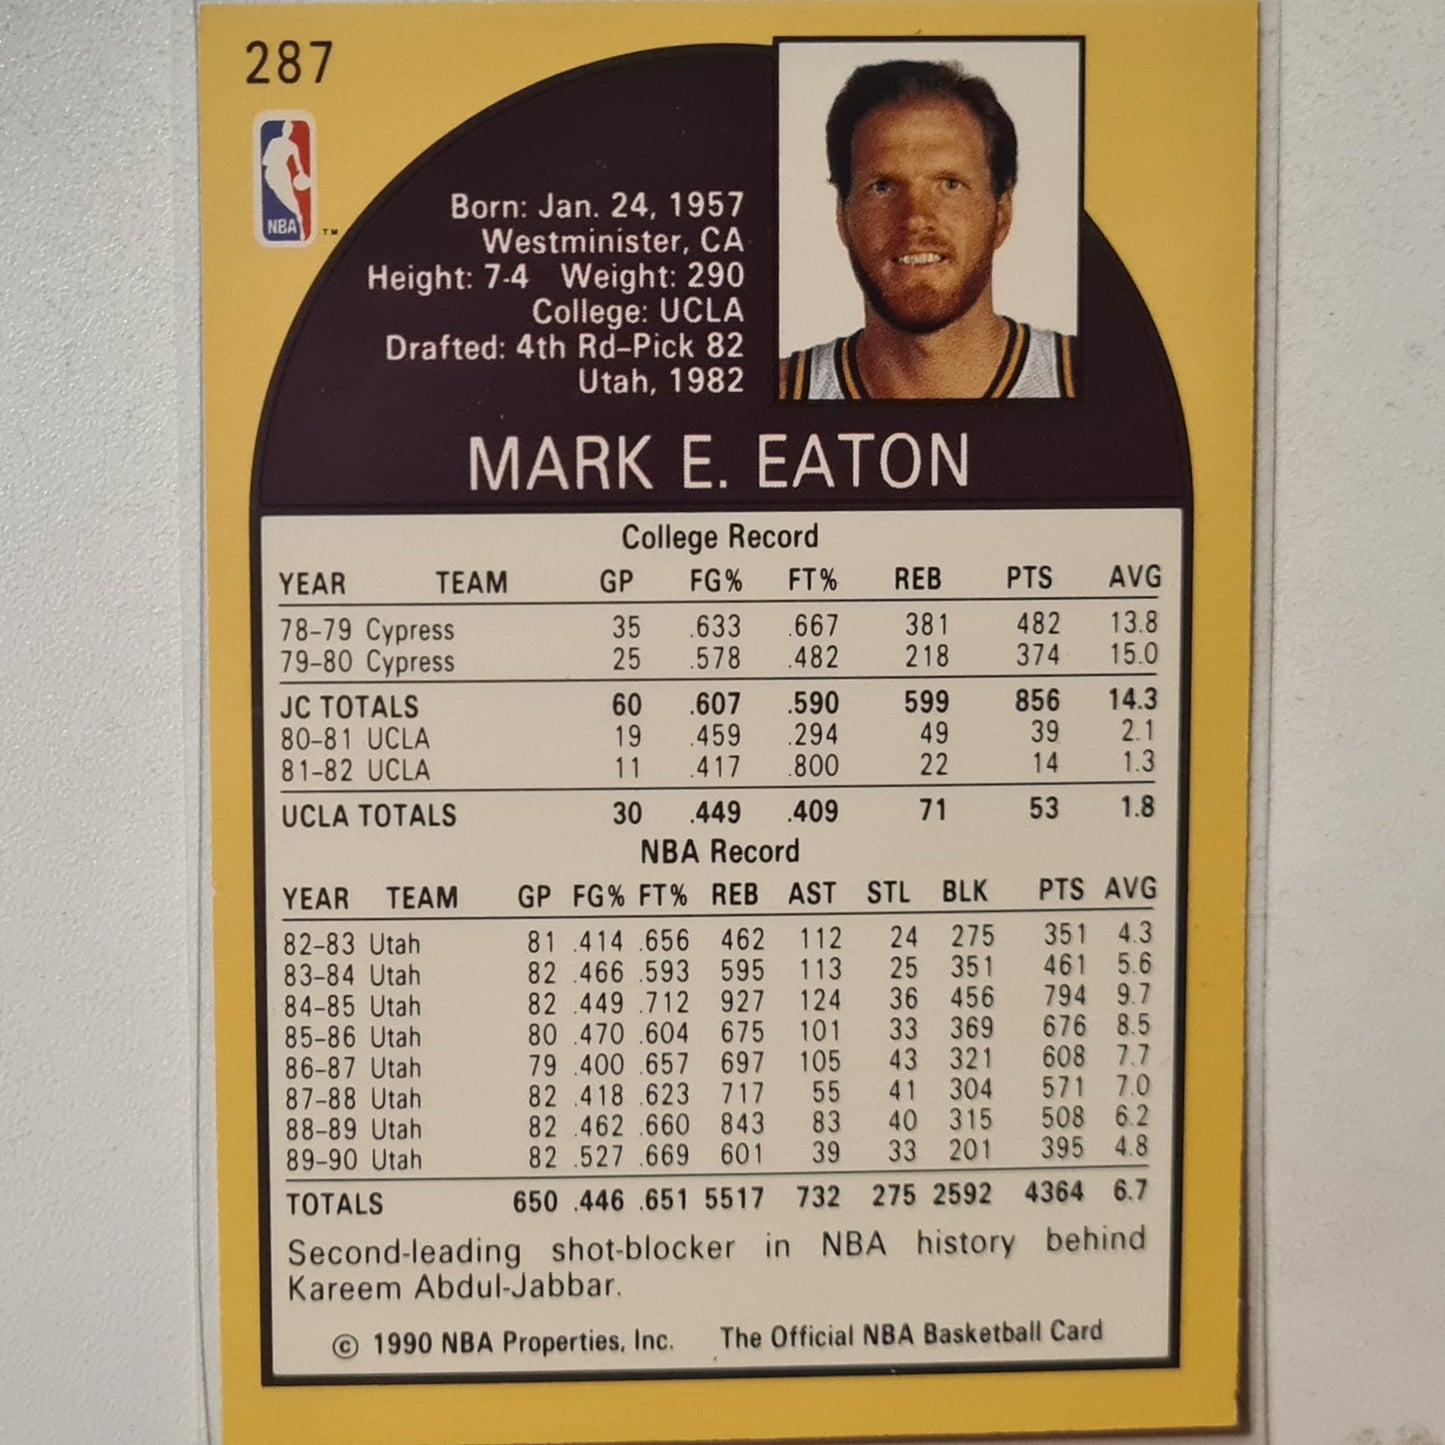 287
NBA
TM
Born: Jan. 24, 1957
Westminister, CA
Height: 7-4 Weight: 290
College: UCLA
Drafted: 4th Rd–Pick 82
Utah, 1982
MARK E. EATON
College Record
YEAR TEAM GP FG% FT% REB PTS AVG
78–79 Cypress 35 .633 .667 381 482 13.8
79–80 Cypress 25 .578 .482 218 374 15.0
JC TOTALS 60 .607 .590 599 856 14.3
80–81 UCLA 19 .459 .294 49 39 2.1
81–82 UCLA 11 .417 .800 22 14 1.3
UCLA TOTALS 30 .449 .409 71 53 1.8
NBA Record
YEAR TEAM GP FG% FT% REB AST STL BLK PTS AVG
82–83 Utah 81 .414 .656 462 112 24 275 351 4.3
83–84 Utah 82 .466 .593 595 113 25 351 461 5.6
84–85 Utah 82 .449 .712 927 124 36 456 794 9.7
85–86 Utah 80 .470 .604 675 101 33 369 676 8.5
86–87 Utah 79 .400 .657 697 105 43 321 608 7.7
87–88 Utah 82 .418 .623 717 55 41 304 571 7.0
88–89 Utah 82 .462 .660 843 83 40 315 508 6.2
89–90 Utah 82 .527 .669 601 39 33 201 395 4.8
TOTALS 650 .446 .651 5517 732 275 2592 4364 6.7
Second-leading shot-blocker in NBA history behind
Kareem Abdul-Jabbar.
© 1990 NBA Properties, Inc. The Official NBA Basketball Card